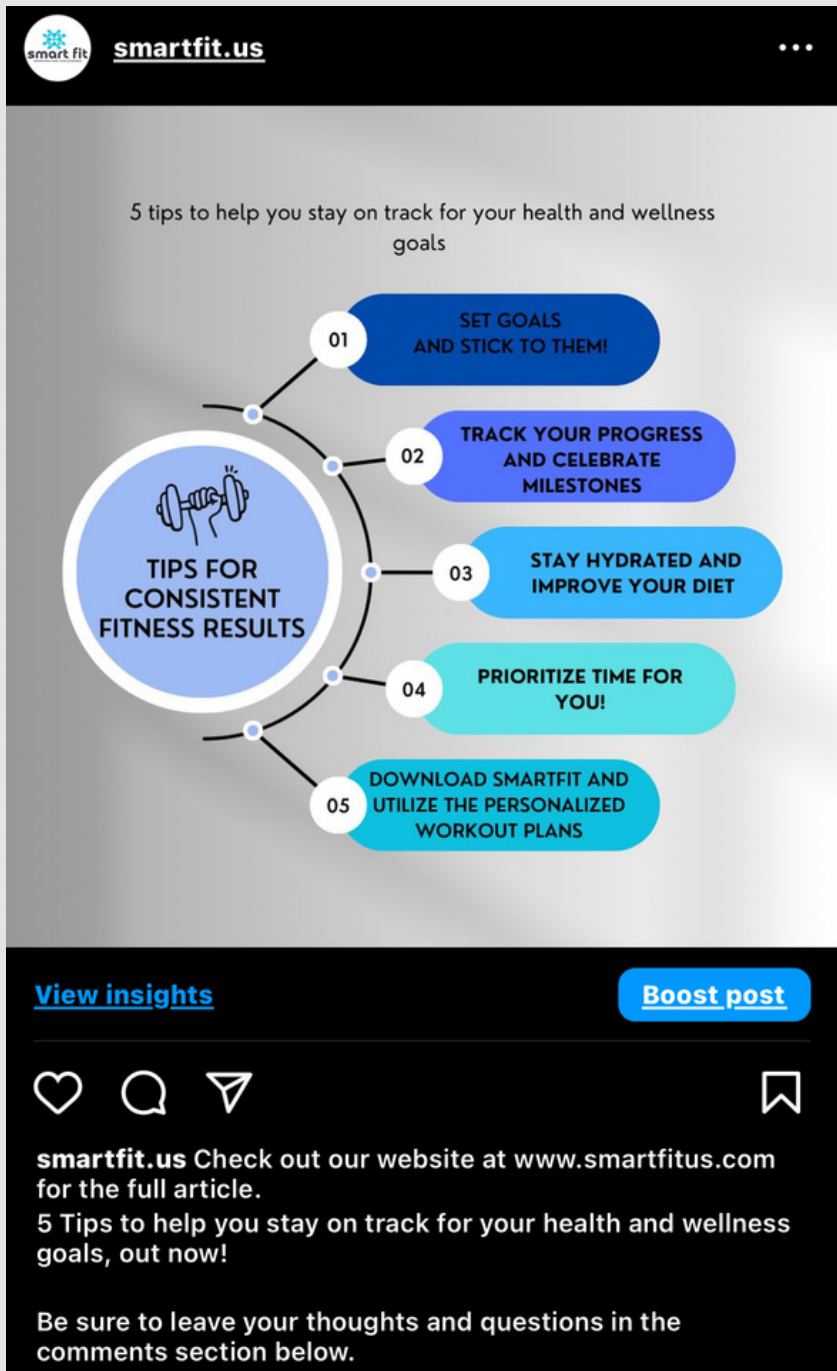 smart fit
smartfit.us
5 tips to help you stay on track for your health and wellness
goals
01
SET GOALS
AND STICK TO THEM!
02
TRACK YOUR PROGRESS
AND CELEBRATE
MILESTONES
03
STAY HYDRATED AND
IMPROVE YOUR DIET
TIPS FOR
CONSISTENT
FITNESS RESULTS
04
PRIORITIZE TIME FOR
YOU!
05
DOWNLOAD SMARTFIT AND
UTILIZE THE PERSONALIZED
WORKOUT PLANS
View insights
Boost post
smartfit.us Check out our website at www.smartfitus.com
for the full article.
5 Tips to help you stay on track for your health and wellness
goals, out now!
Be sure to leave your thoughts and questions in the
comments section below.